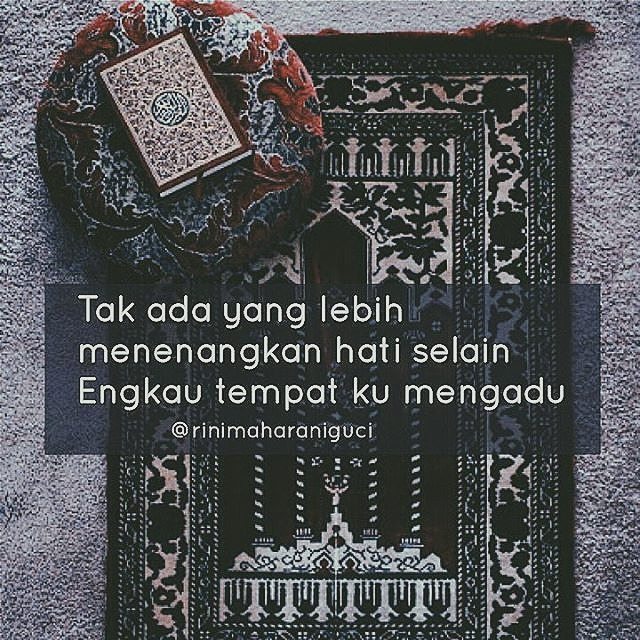 Tak ada yang lebih
menenangkan hati selain
Engkau tempat ku mengadu
@rinimaharaniguci